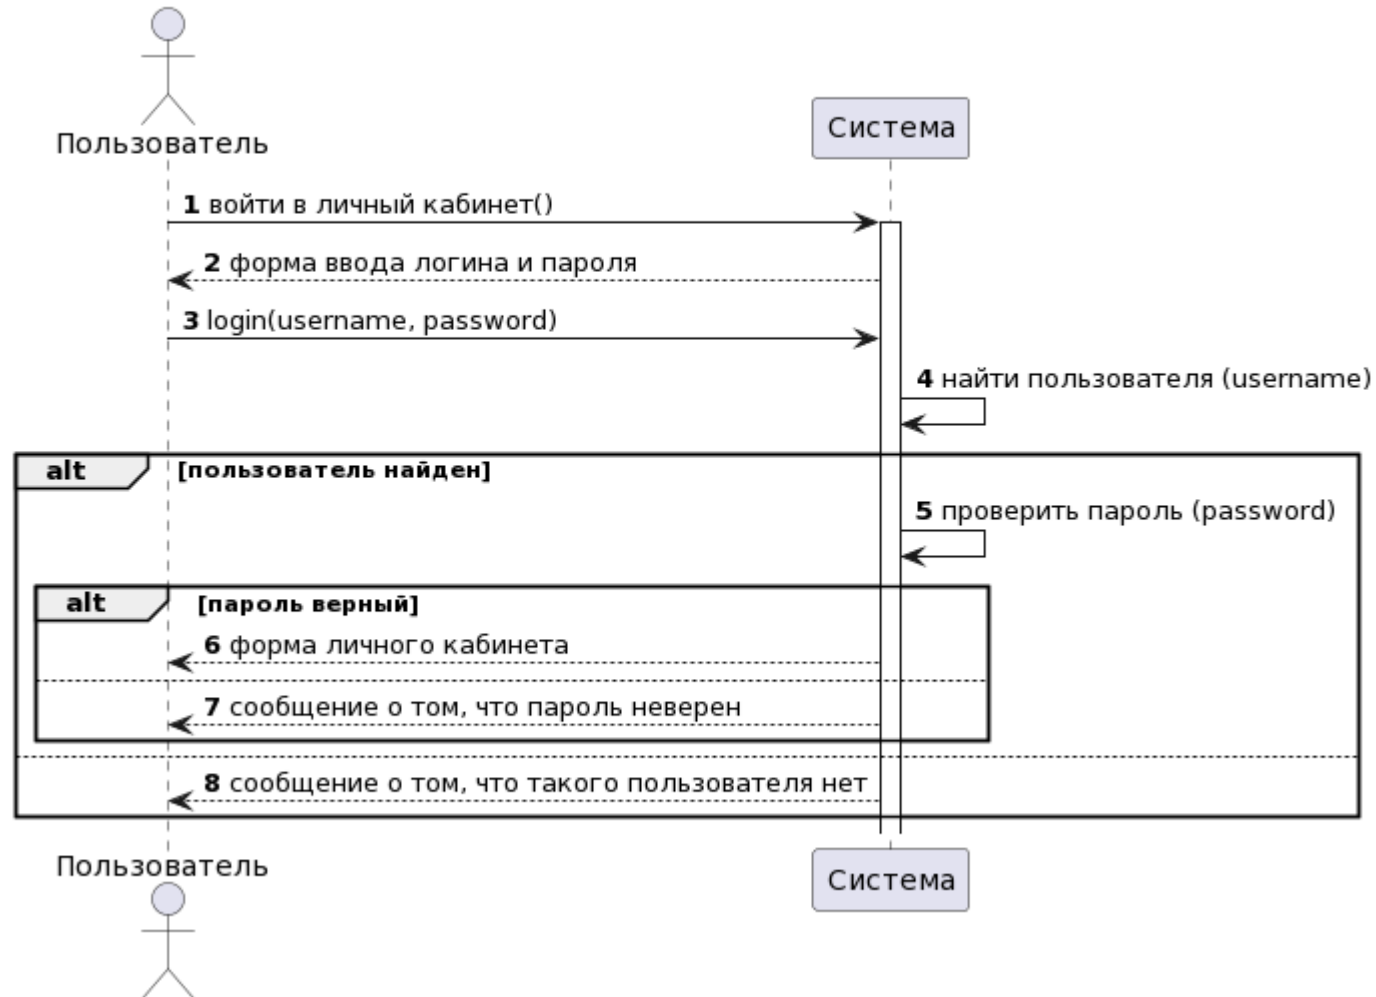 Пользователь
Система
1 войти в личный кабинет()
2 форма ввода логина и пароля
3 login(username, password)
4 найти пользователя (username)
alt [пользователь найден]
5 проверить пароль (password)
alt [пароль верный]
6 форма личного кабинета
7 сообщение о том, что пароль неверен
8 сообщение о том, что такого пользователя нет
Пользователь
Система